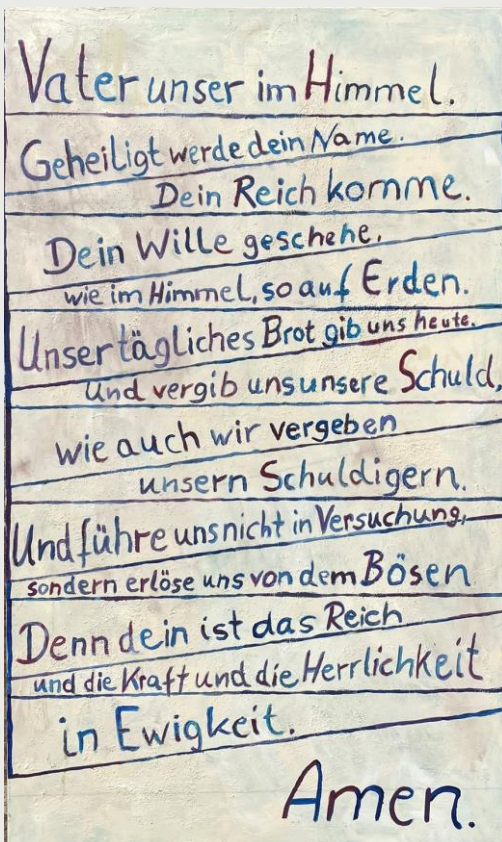 Vater unser im Himmel.
Geheiligt werde dein Name.
Dein Reich komme.
Dein Wille geschehe,
wie im Himmel, so auf Erden.
Unser tägliches Brot gib uns heute.
Und vergib uns unsere Schuld,
wie auch wir vergeben
unsern Schuldigern.
Und führe uns nicht in Versuchung,
sondern erlöse uns von dem Bösen
Denn dein ist das Reich
und die Kraft und die Herrlichkeit
in Ewigkeit.
Amen.